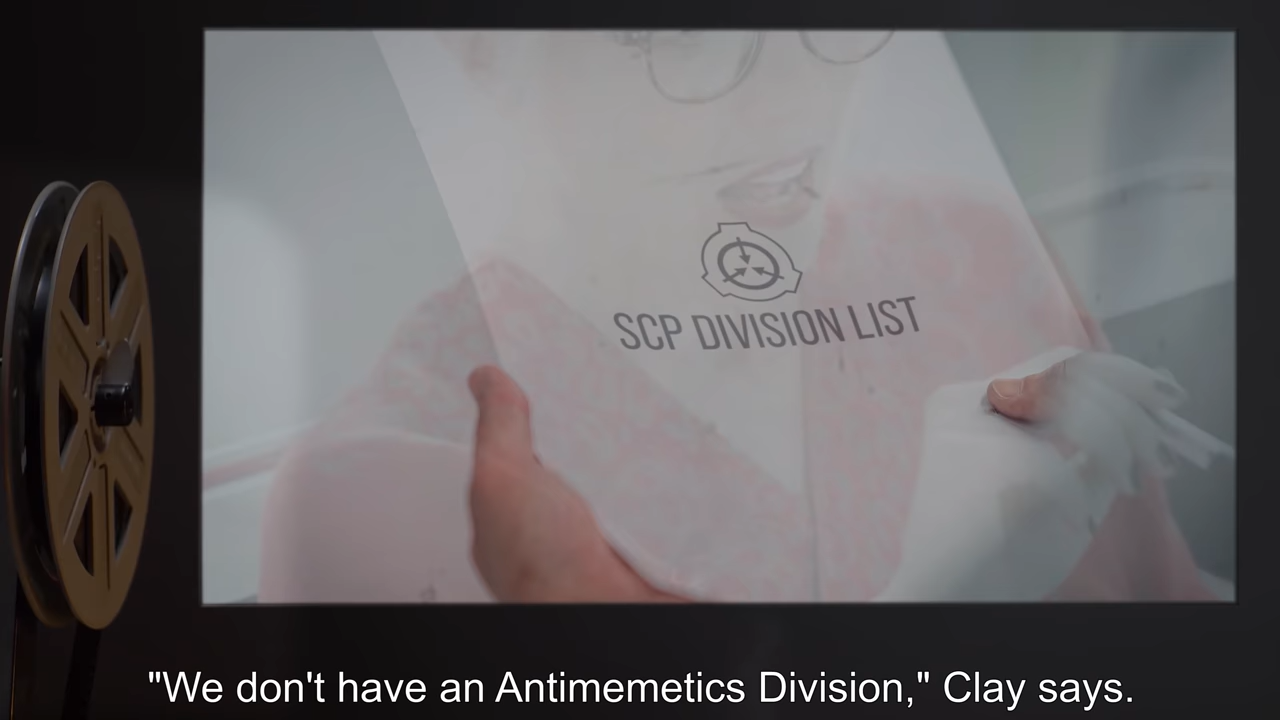 SCP DIVISION LIST
"We don't have an Antimemetics Division," Clay says.